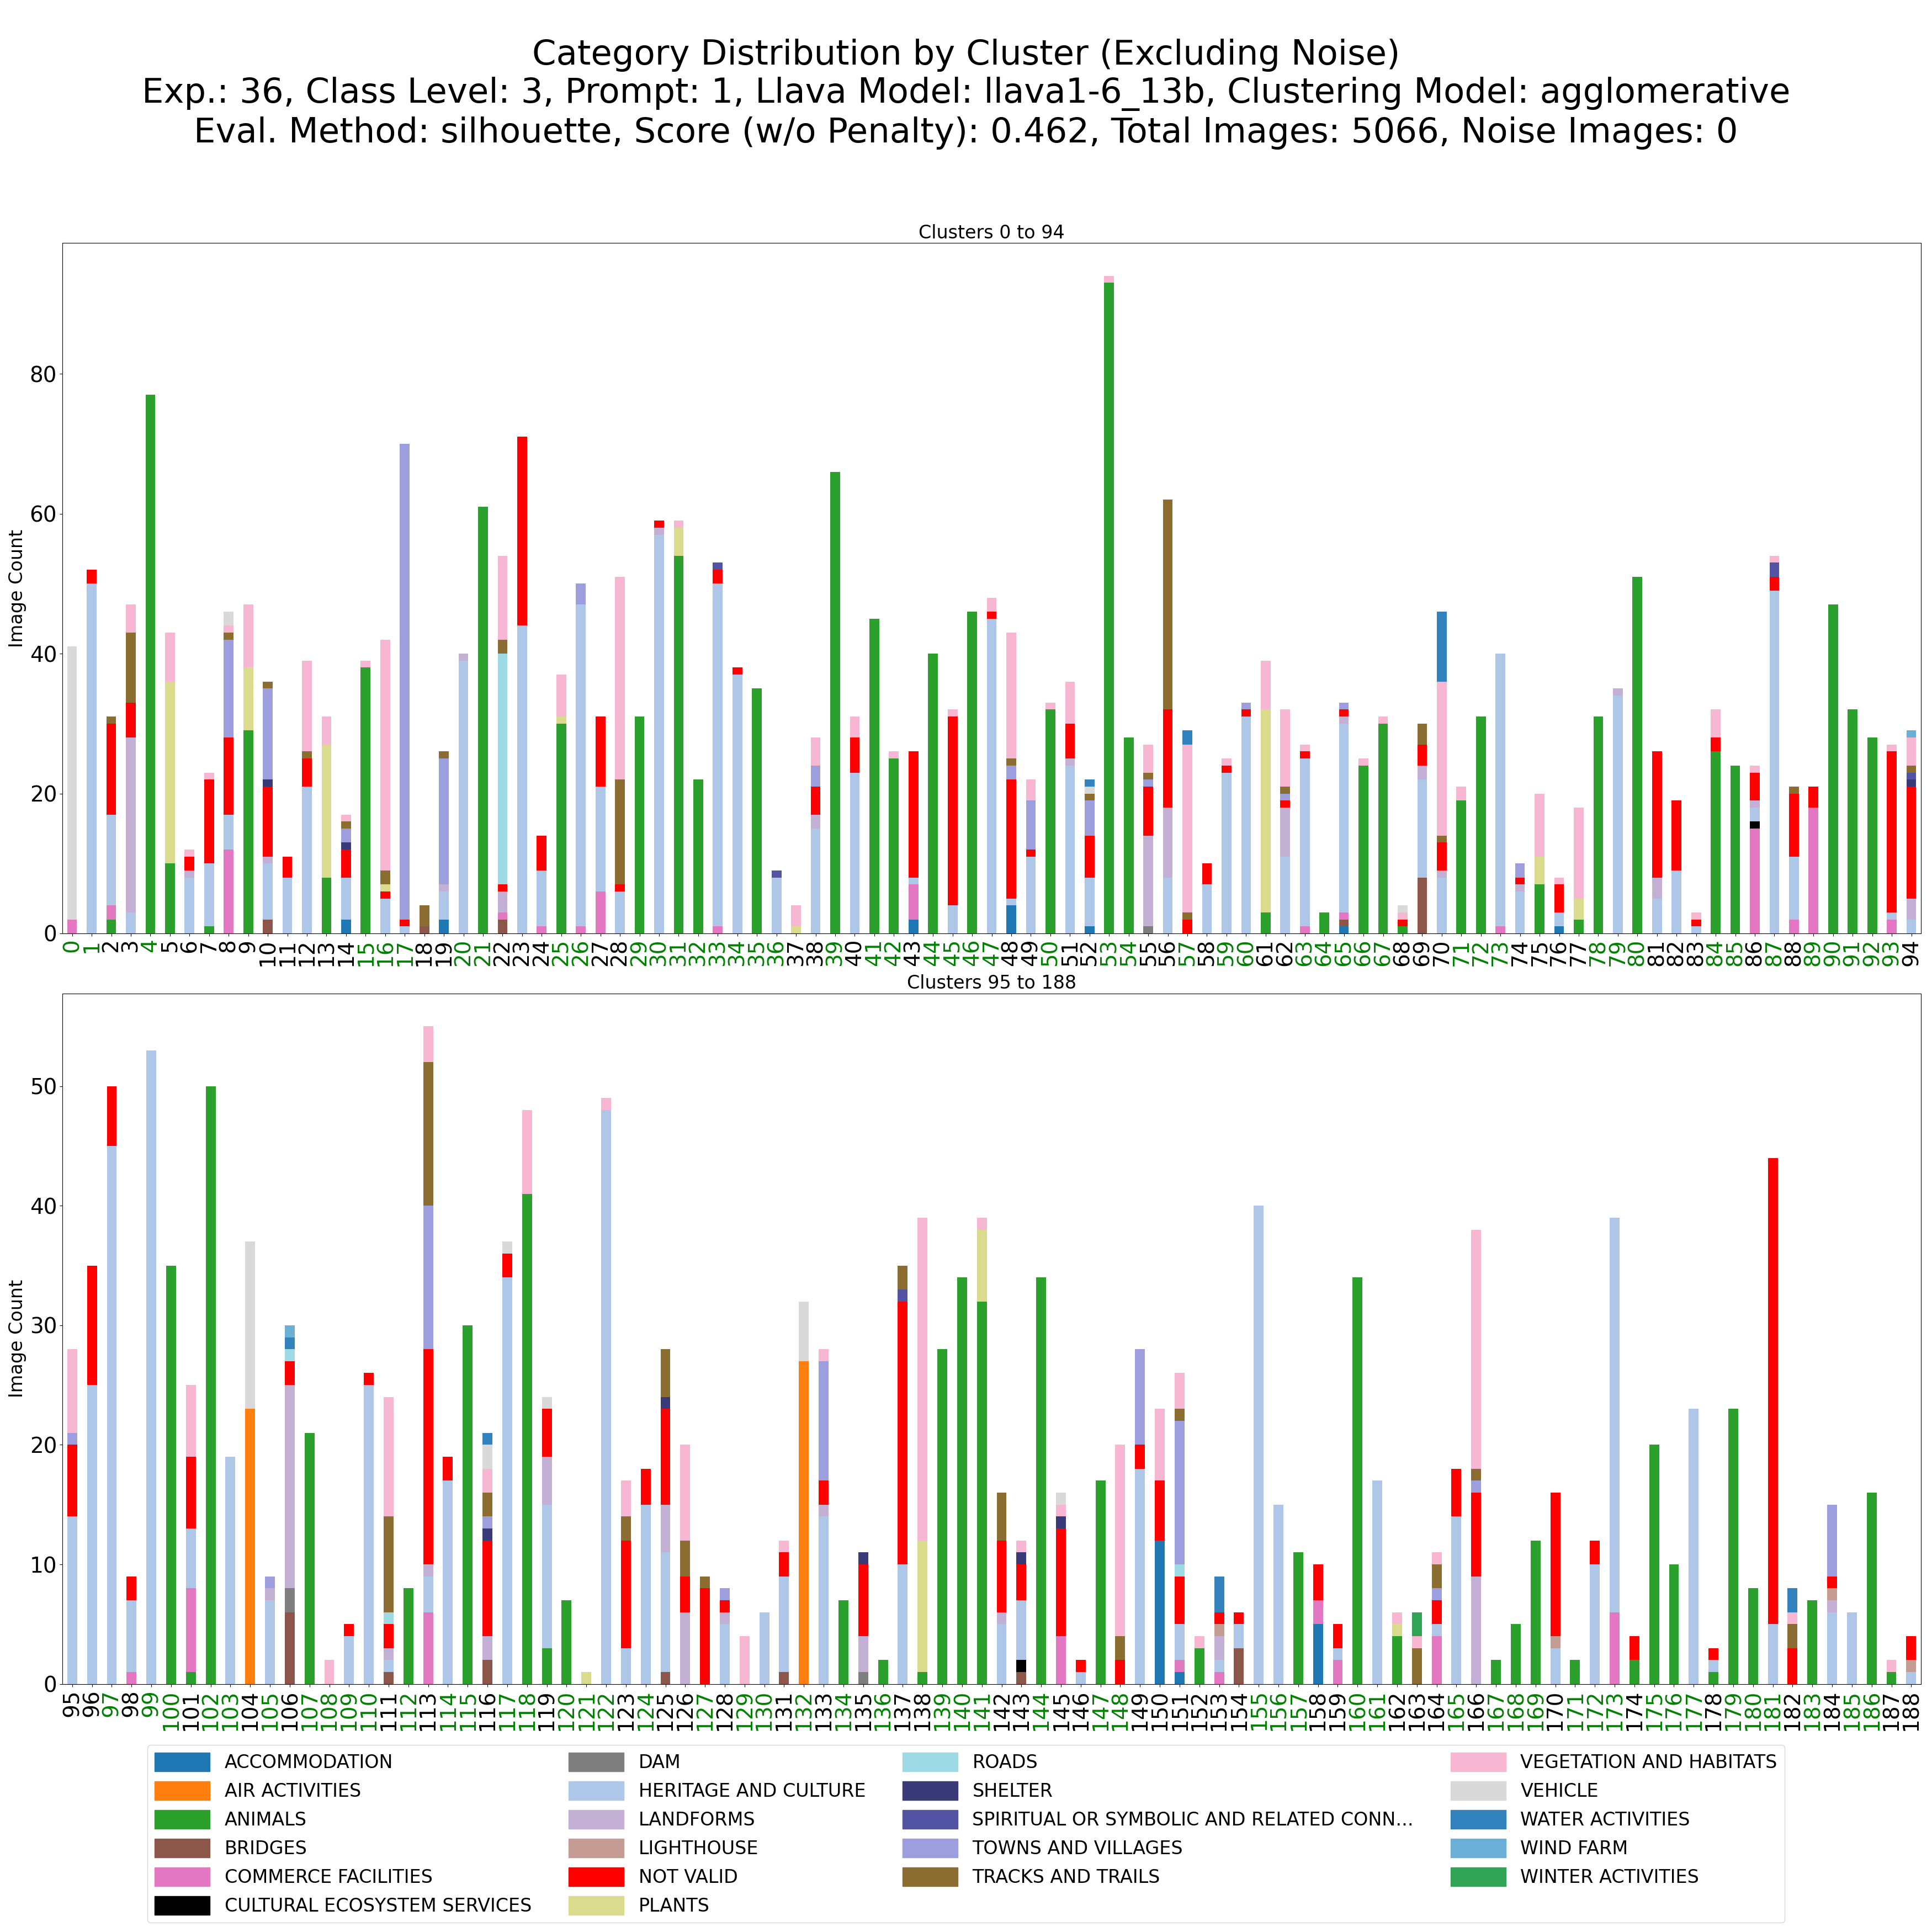 Category Distribution by Cluster (Excluding Noise)
Exp.: 36, Class Level: 3, Prompt: 1, Llava Model: llava1-6_13b, Clustering Model: agglomerative
Eval. Method: silhouette, Score (w/o Penalty): 0.462, Total Images: 5066, Noise Images: 0
Clusters 0 to 94
Image Count
80
60
40
20
0
0 1 2 3 4 5 6 7 8 9 10 11 12 13 14 15 16 17 18 19 20 21 22 23 24 25 26 27 28 29 30 31 32 33 34 35 36 37 38 39 40 41 42 43 44 45 46 47 48 49 50 51 52 53 54 55 56 57 58 59 60 61 62 63 64 65 66 67 68 69 70 71 72 73 74 75 76 77 78 79 80 81 82 83 84 85 86 87 88 89 90 91 92 93 94
Clusters 95 to 188
Image Count
50
40
30
20
10
0
95 96 97 98 99 100 101 102 103 104 105 106 107 108 109 110 111 112 113 114 115 116 117 118 119 120 121 122 123 124 125 126 127 128 129 130 131 132 133 134 135 136 137 138 139 140 141 142 143 144 145 146 147 148 149 150 151 152 153 154 155 156 157 158 159 160 161 162 163 164 165 166 167 168 169 170 171 172 173 174 175 176 177 178 179 180 181 182 183 184 185 186 187 188
ACCOMMODATION
AIR ACTIVITIES
ANIMALS
BRIDGES
COMMERCE FACILITIES
CULTURAL ECOSYSTEM SERVICES
DAM
HERITAGE AND CULTURE
LANDFORMS
LIGHTHOUSE
NOT VALID
PLANTS
ROADS
SHELTER
SPIRITUAL OR SYMBOLIC AND RELATED CONN...
TOWNS AND VILLAGES
TRACKS AND TRAILS
VEGETATION AND HABITATS
VEHICLE
WATER ACTIVITIES
WIND FARM
WINTER ACTIVITIES